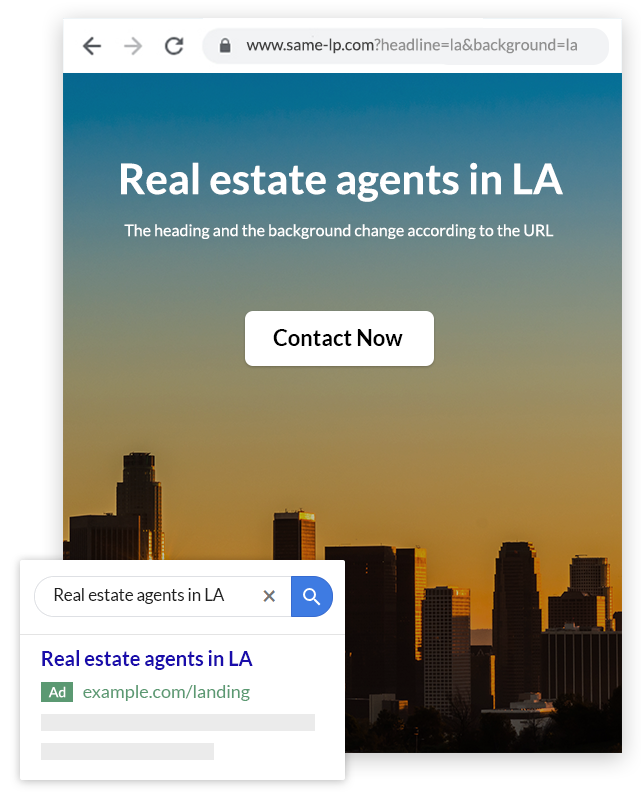 www.same-lp.com?headline=la&background=la
Real estate agents in LA
The heading and the background change according to the URL
Contact Now
Real estate agents in LA
Real estate agents in LA
Ad example.com/landing